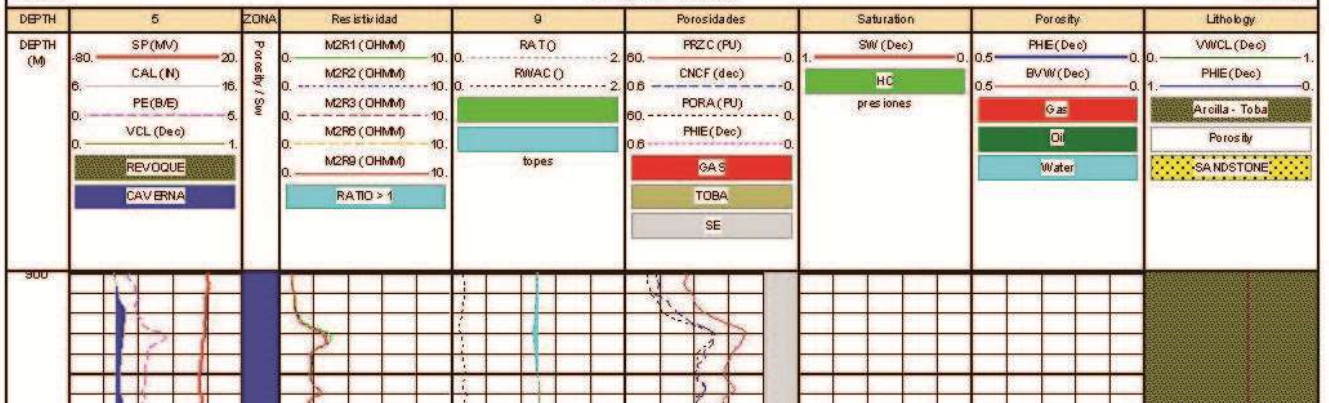 DEPTH 5 ZONA Resistividad 9 Porosidades Saturation Porosity Lithology
DEPTH
(M)
SP(MV)
-80. 20.
CAL(IN)
6. 16.
PE(B/E)
0. 5.
VCL (Dec)
0. 1.
REVOQUE
CAVERNA
Porosity / Sw
M2R1 (OHMM)
0. 10.
M2R2 (OHMM)
0. 10.
M2R3 (OHMM)
0. 10.
M2R6 (OHMM)
0. 10.
M2R9 (OHMM)
0. 10.
RATIO > 1
RAT()
0. 2.
RWAC ()
0. 2.
topes
PRZC (PU)
60. 0.
CNCF (dec)
0.6 0.
PORA (PU)
60. 0.
PHIE (Dec)
0.6 0.
GAS
TOBA
SE
SW (Dec)
1. 0.
HC
presiones
PHIE (Dec)
0.5 0.
BVW (Dec)
0.5 0.
Gas
Oil
Water
VWCL (Dec)
0. 1.
PHIE (Dec)
1. 0.
Arcilla - Toba
Porosity
SANDSTONE
900